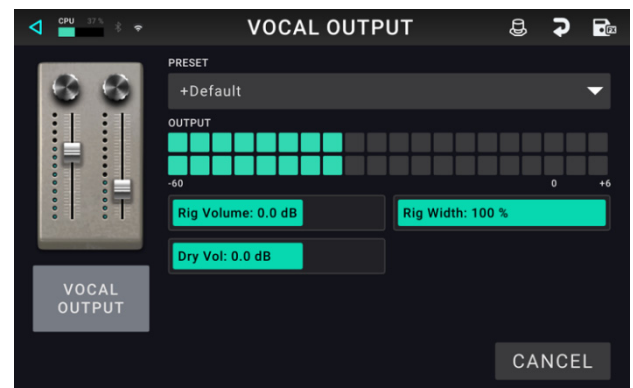 CPU 37%
VOCAL OUTPUT
FX
PRESET
+Default
OUTPUT
-60 0 +6
Rig Volume: 0.0 dB Rig Width: 100 %
Dry Vol: 0.0 dB
VOCAL
OUTPUT
CANCEL